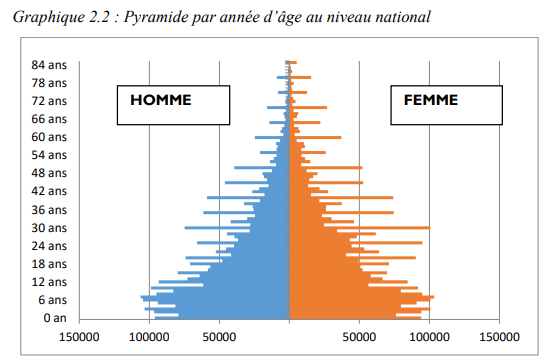 Graphique 2.2 : Pyramide par année d'âge au niveau national
HOMME
FEMME
84 ans
78 ans
72 ans
66 ans
60 ans
54 ans
48 ans
42 ans
36 ans
30 ans
24 ans
18 ans
12 ans
6 ans
0 an
150000 100000 50000 50000 100000 150000